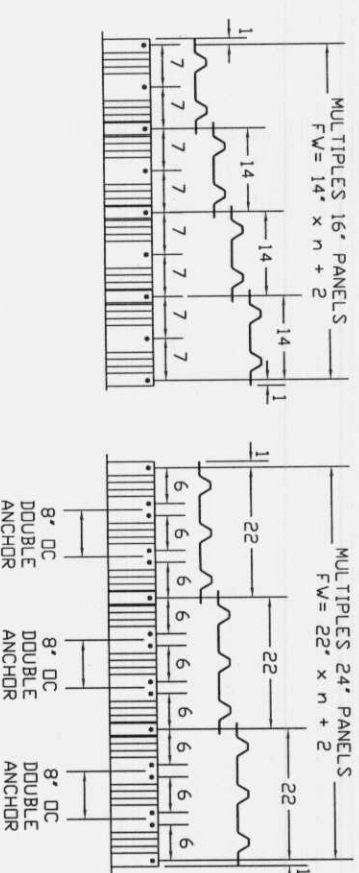 MULTIPLES 16" PANELS
FW= 14" x n + 2
1
14
14
14
1
7 7 7 7 7 7 7 7
MULTIPLES 24" PANELS
FW= 22" x n + 2
1
22
22
22
1
6 6 6 6 6 6 6 6 6
8" OC
DOUBLE
ANCHOR
8" OC
DOUBLE
ANCHOR
8" OC
DOUBLE
ANCHOR